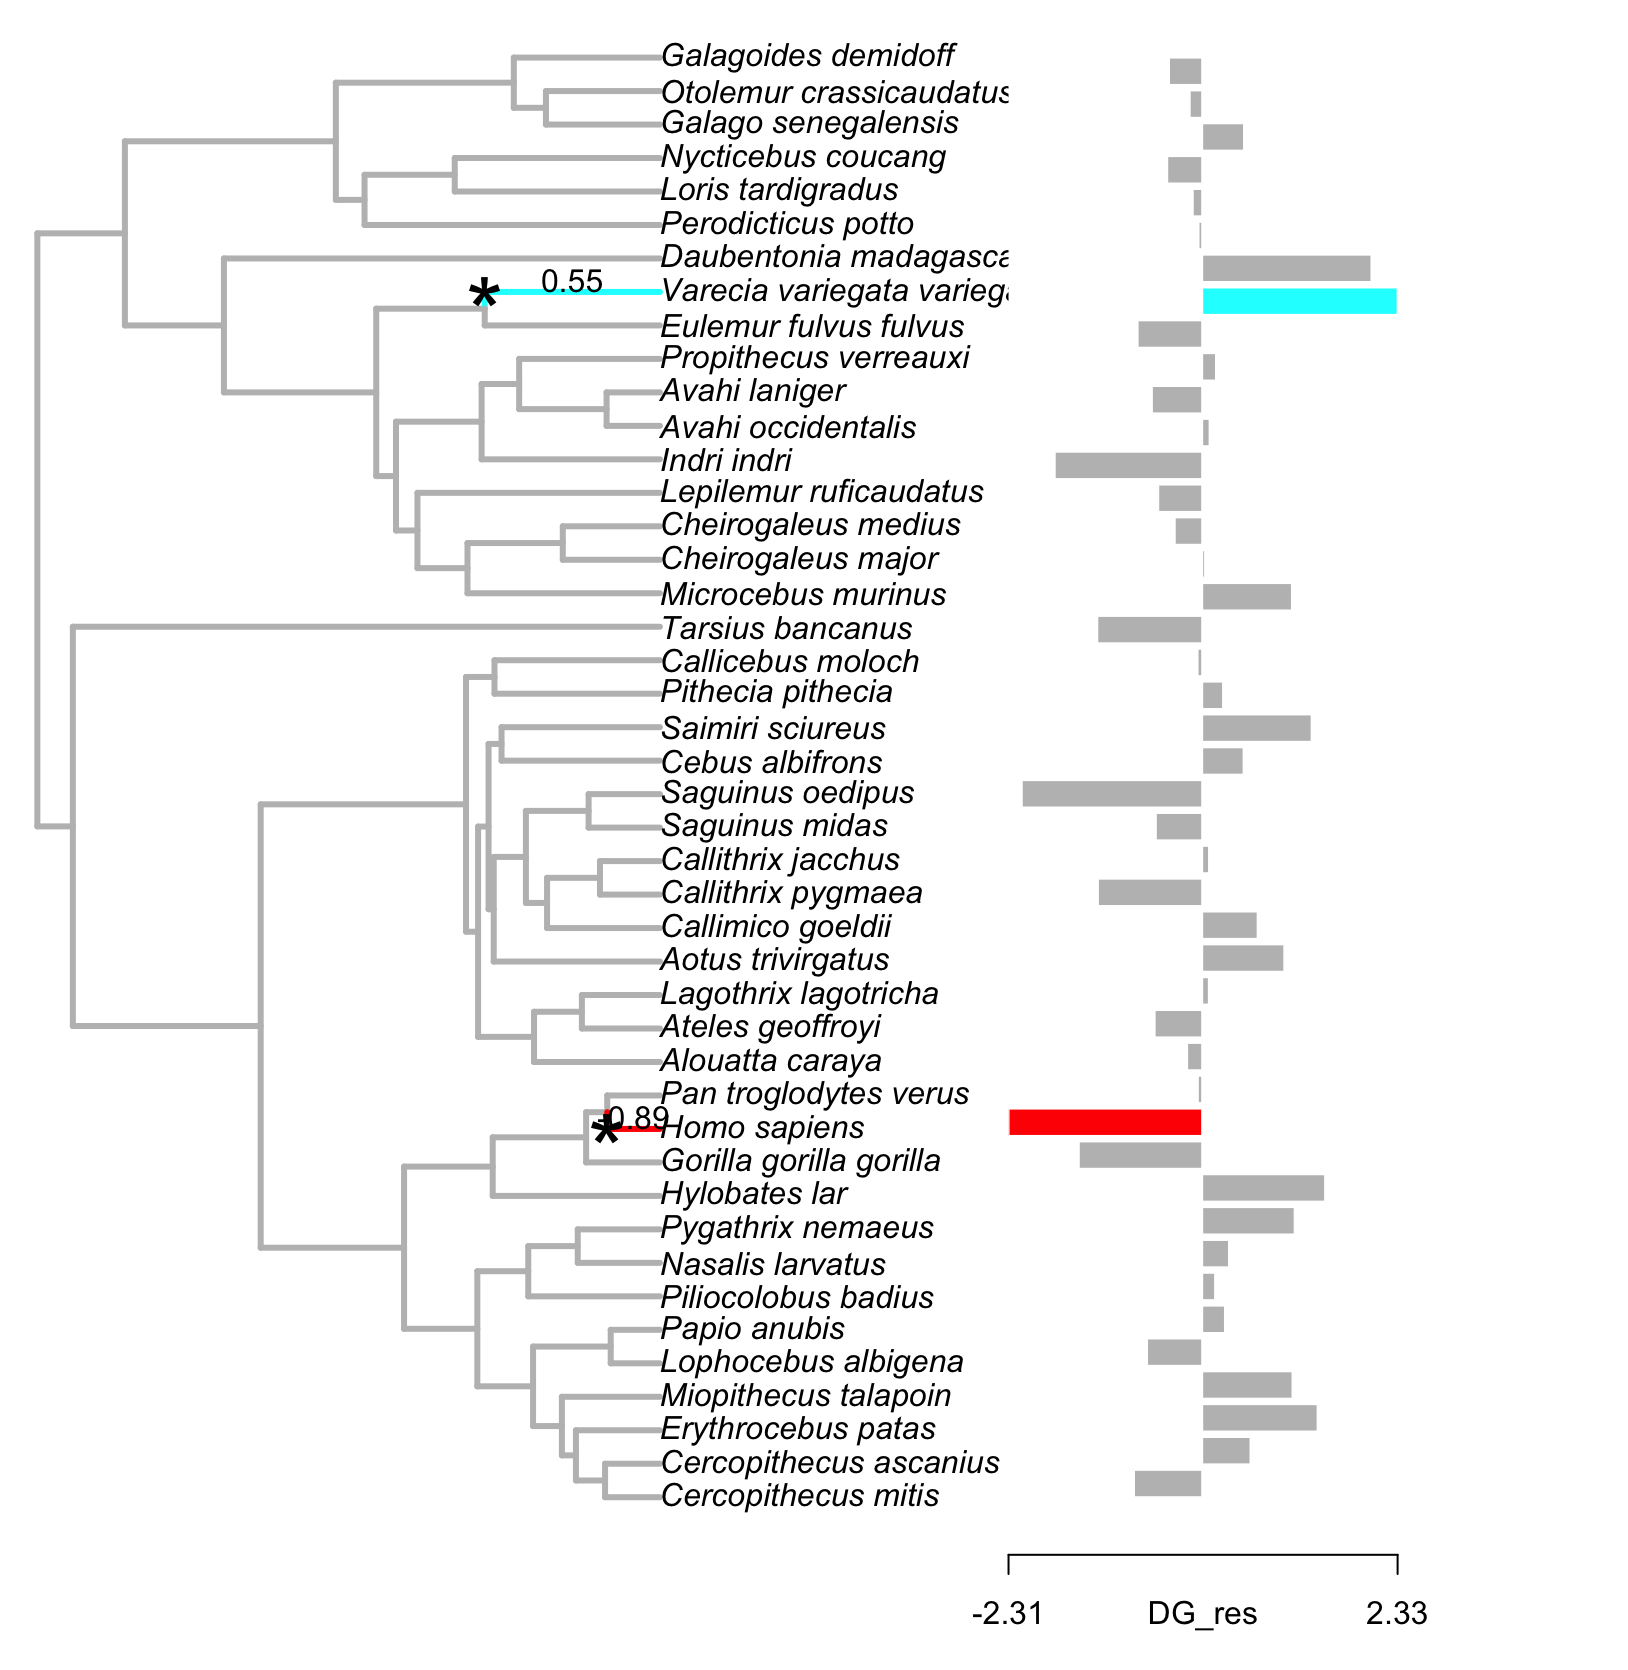 Galagoides demidoff
Otolemur crassicaudatus
Galago senegalensis
Nycticebus coucang
Loris tardigradus
Perodicticus potto
Daubentonia madagasca
0.55
*
Varecia variegata variega
Eulemur fulvus fulvus
Propithecus verreauxi
Avahi laniger
Avahi occidentalis
Indri indri
Lepilemur ruficaudatus
Cheirogaleus medius
Cheirogaleus major
Microcebus murinus
Tarsius bancanus
Callicebus moloch
Pithecia pithecia
Saimiri sciureus
Cebus albifrons
Saguinus oedipus
Saguinus midas
Callithrix jacchus
Callithrix pygmaea
Callimico goeldii
Aotus trivirgatus
Lagothrix lagotricha
Ateles geoffroyi
Alouatta caraya
Pan troglodytes verus
-0.89
*
Homo sapiens
Gorilla gorilla gorilla
Hylobates lar
Pygathrix nemaeus
Nasalis larvatus
Piliocolobus badius
Papio anubis
Lophocebus albigena
Miopithecus talapoin
Erythrocebus patas
Cercopithecus ascanius
Cercopithecus mitis
-2.31 DG_res 2.33